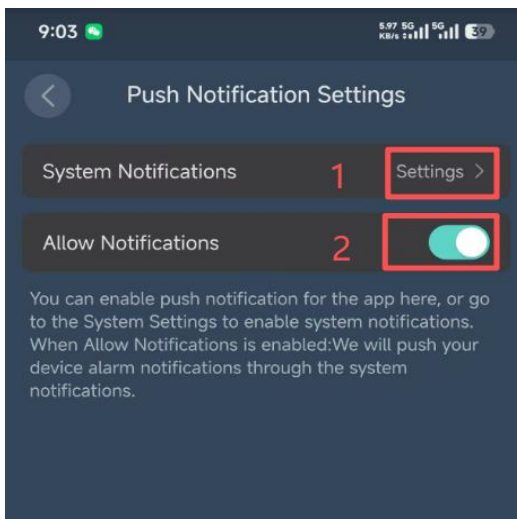 9:03
5.97 KB/s 5G 5G 39
Push Notification Settings
System Notifications 1 Settings >
Allow Notifications 2
You can enable push notification for the app here, or go
to the System Settings to enable system notifications.
When Allow Notifications is enabled:We will push your
device alarm notifications through the system
notifications.